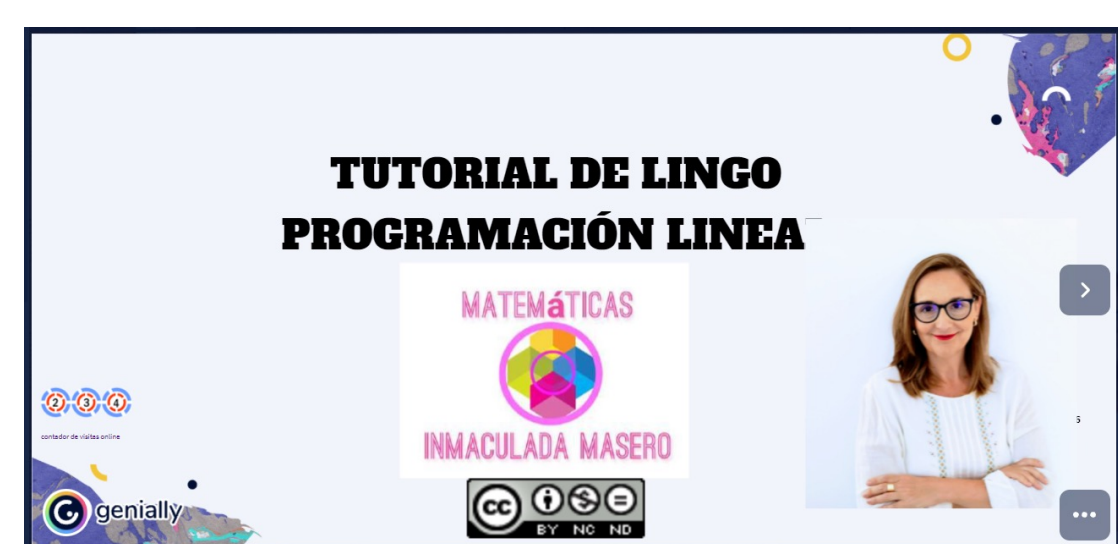 TUTORIAL DE LINGO
PROGRAMACIÓN LINEA
MATEMáTICAS
INMACULADA MASERO
2 3 4
contador de visitas online
genially
cc
BY NC ND